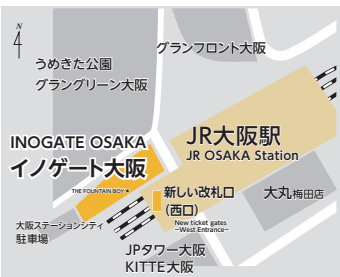 N
グランフロント大阪
うめきた公園
グラングリーン大阪
INOGATE OSAKA
イノゲート大阪
THE FOUNTAIN BOY★
JR大阪駅
JR OSAKA Station
新しい改札口
(西口)
New ticket gates
–West Entrance–
大丸梅田店
大阪ステーションシティ
駐車場
JPタワー大阪
KITTE大阪